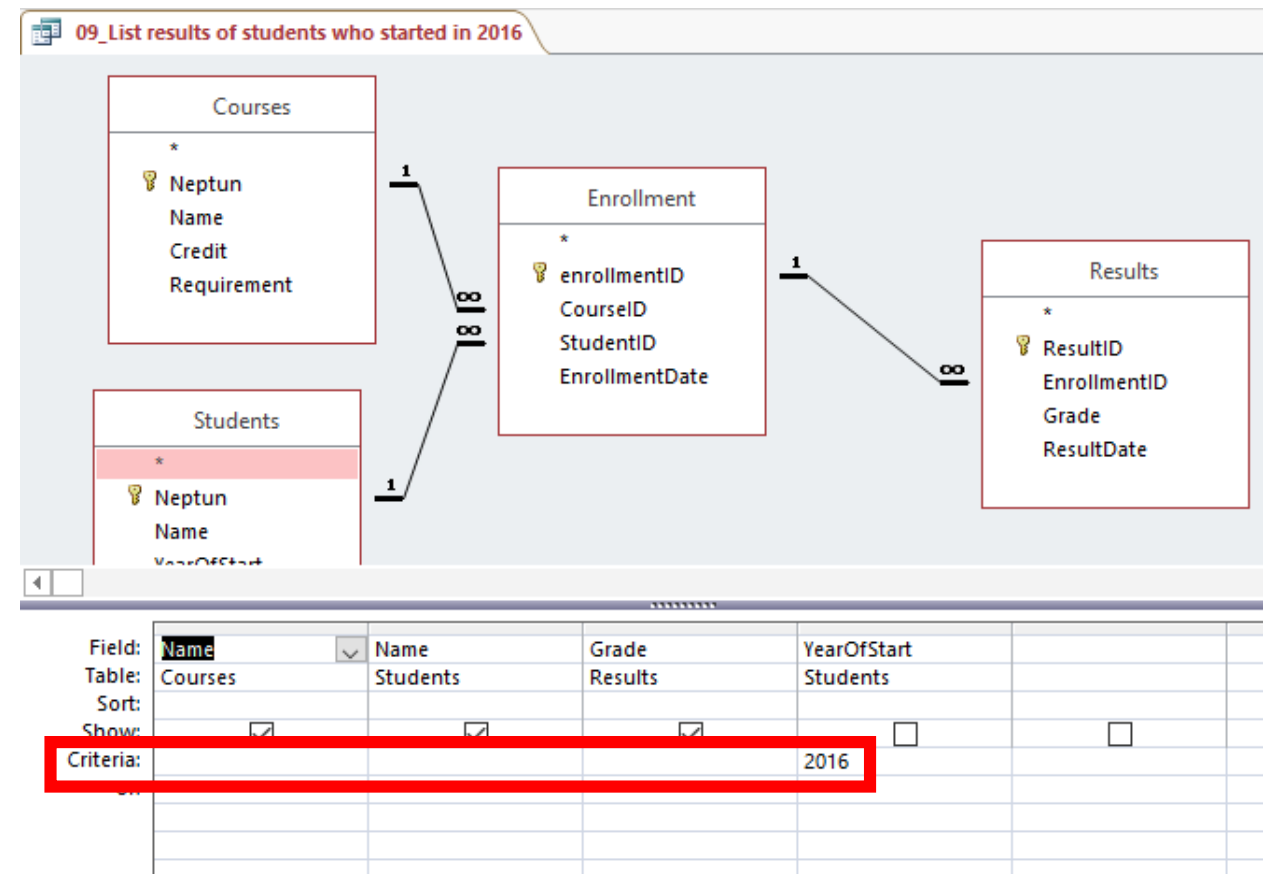 09_List results of students who started in 2016
Courses
*
Neptun
Name
Credit
Requirement
1
∞
Enrollment
*
enrollmentID
CourseID
StudentID
EnrollmentDate
1
∞
Results
*
ResultID
EnrollmentID
Grade
ResultDate
Students
*
Neptun
Name
YearOfStart
1
∞
Field: Name Name Grade YearOfStart
Table: Courses Students Results Students
Sort:
Show:
Criteria: 2016